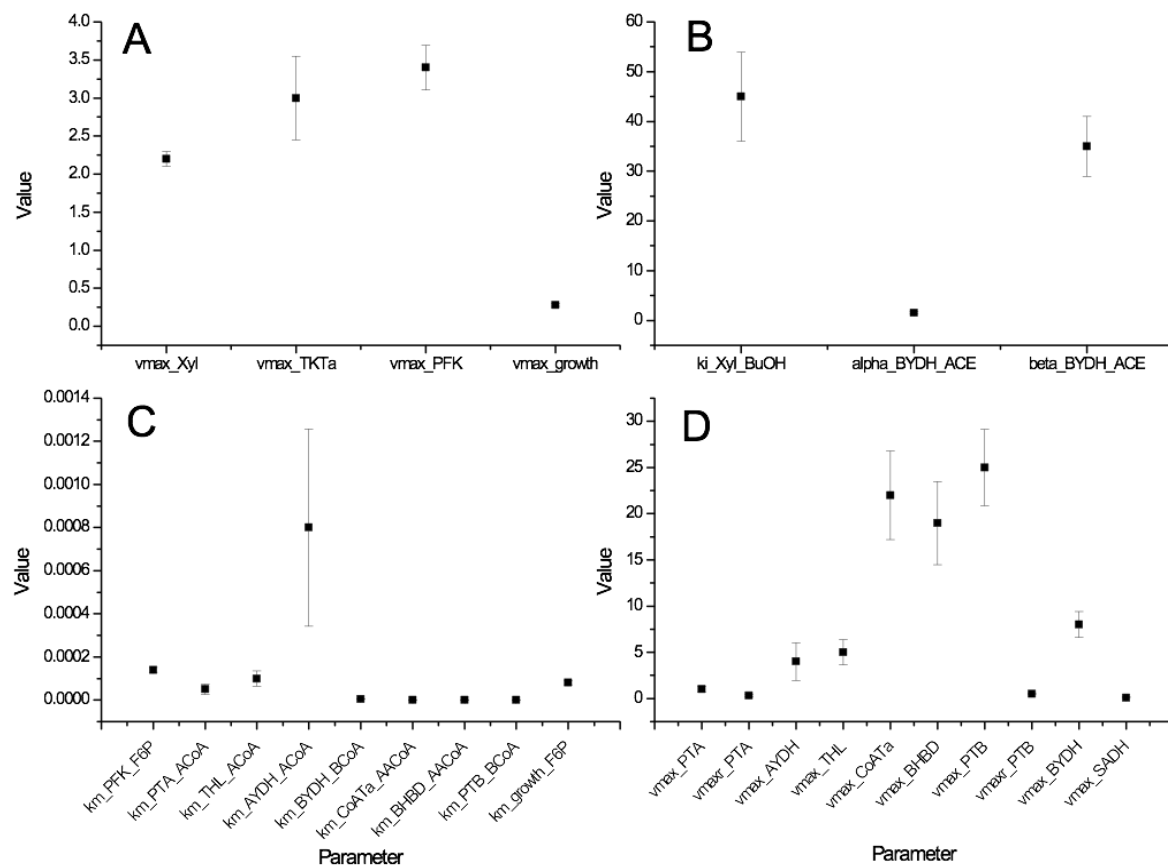 A
4.0
3.5
3.0
2.5
2.0
1.5
1.0
0.5
0.0
Value
vmax_Xyl vmax_TKTa vmax_PFK vmax_growth
B
60
50
40
30
20
10
0
Value
ki_Xyl_BuOH alpha_BYDH_ACE beta_BYDH_ACE
C
0.0014
0.0012
0.0010
0.0008
0.0006
0.0004
0.0002
0.0000
Value
km_PFK_F6P
km_PTA_ACoA
km_THL_ACoA
km_AYDH_ACoA
km_BYDH_BCoA
km_CoATa_AACoA
km_BHBD_AACoA
km_PTB_BCoA
km_growth_F6P
Parameter
D
30
25
20
15
10
5
0
Value
vmax_PTA
vmaxr_PTA
vmax_AYDH
vmax_THL
vmax_CoATa
vmax_BHBD
vmax_PTB
vmaxr_PTB
vmax_BYDH
vmax_SADH
Parameter